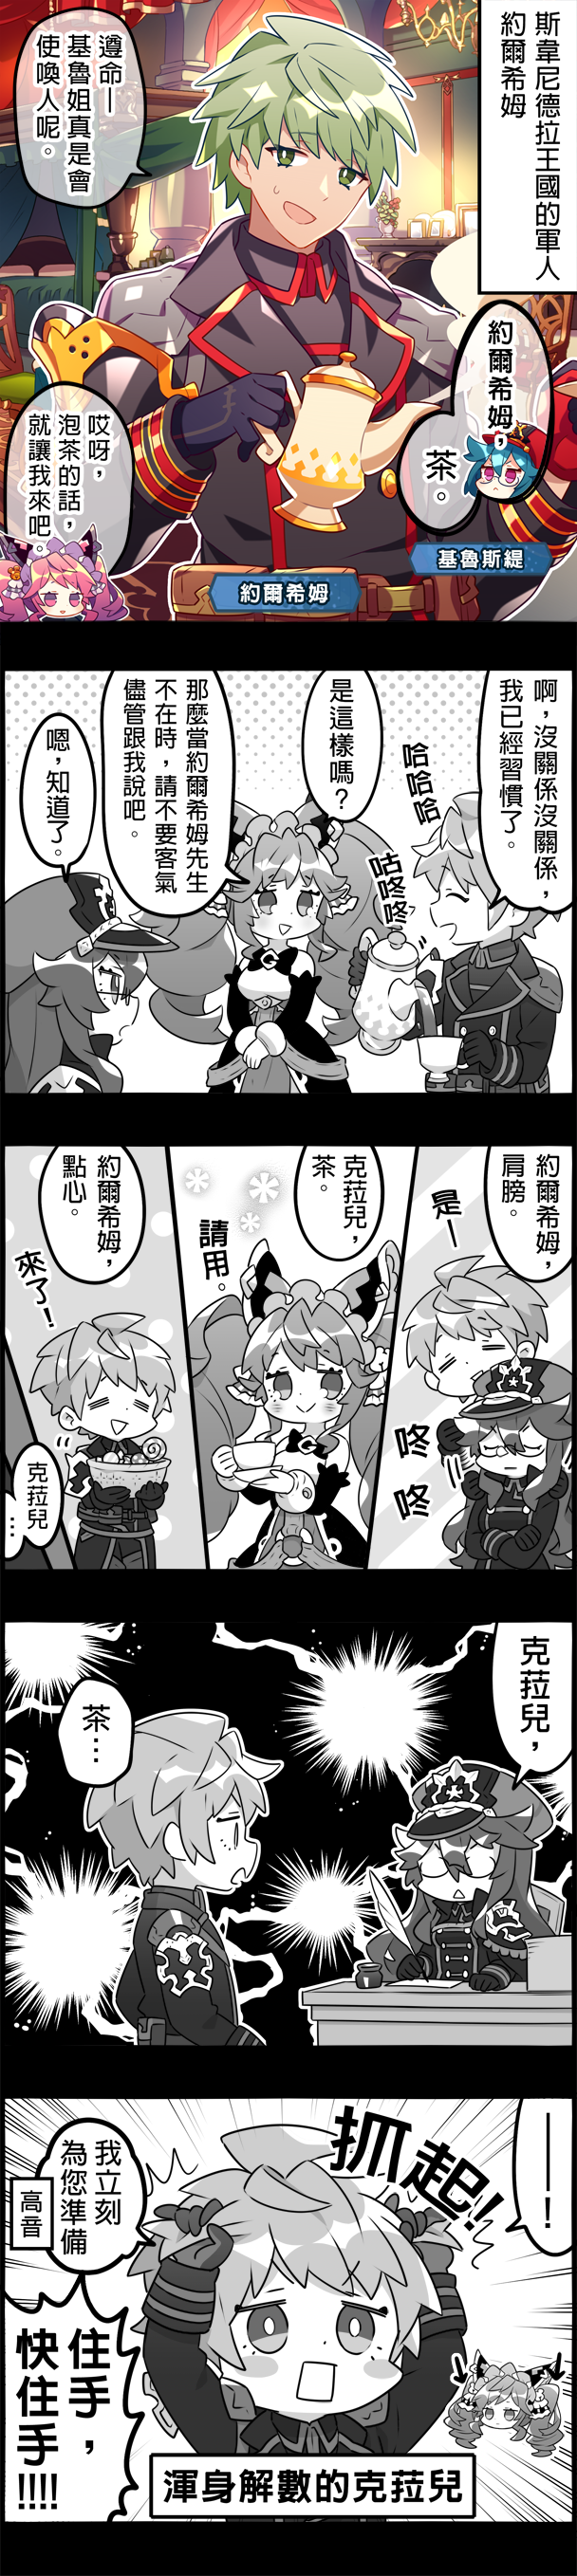 斯韋尼德拉王國的軍人
約爾希姆
約爾希姆，
茶。
遵命—
基魯姐真是會
使喚人呢。
哎呀，
泡茶的話，
就讓我來吧。
基魯斯緹
約爾希姆
啊，沒關係沒關係，
我已經習慣了。
哈哈哈
咕咚咚
是這樣嗎？
那麼當約爾希姆先生
不在時，請不要客氣
儘管跟我說吧。
嗯，知道了。
約爾希姆，
肩膀。
是—
咚
咚
克菈兒，
茶。
請用。
約爾希姆，
點心。
來了！
克菈兒
…
克菈兒，
茶…
——！
抓起！
我立刻
為您準備
高音
住手，
快住手!!!!
渾身解數的克菈兒